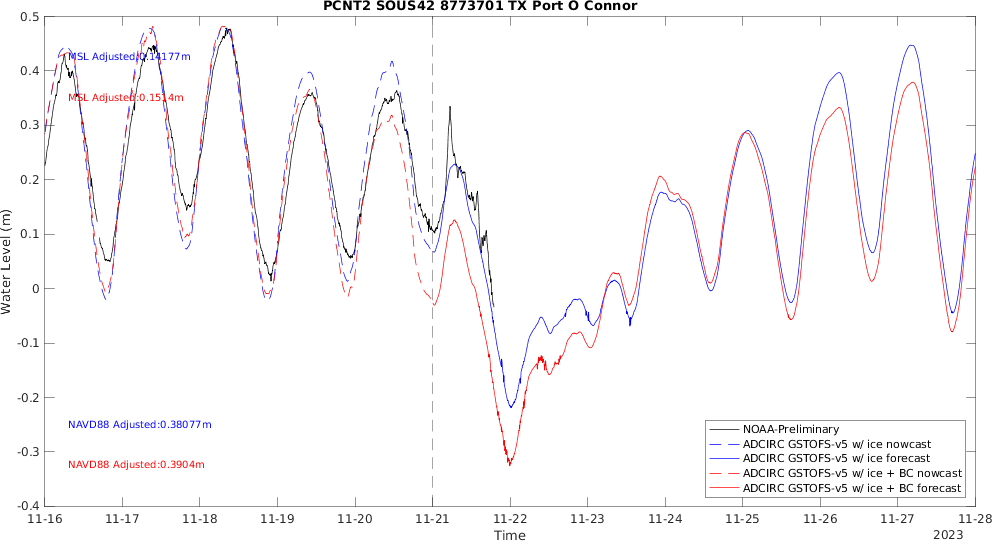 PCNT2 SOUS42 8773701 TX Port O Connor
0.5
0.4
0.3
0.2
0.1
0
-0.1
-0.2
-0.3
-0.4
Water Level (m)
MSL Adjusted:0.14177m
MSL Adjusted:0.1514m
NAVD88 Adjusted:0.38077m
NAVD88 Adjusted:0.3904m
NOAA-Preliminary
ADCIRC GSTOFS-v5 w/ ice nowcast
ADCIRC GSTOFS-v5 w/ ice forecast
ADCIRC GSTOFS-v5 w/ ice + BC nowcast
ADCIRC GSTOFS-v5 w/ ice + BC forecast
11-16 11-17 11-18 11-19 11-20 11-21 11-22 11-23 11-24 11-25 11-26 11-27 11-28
Time
2023